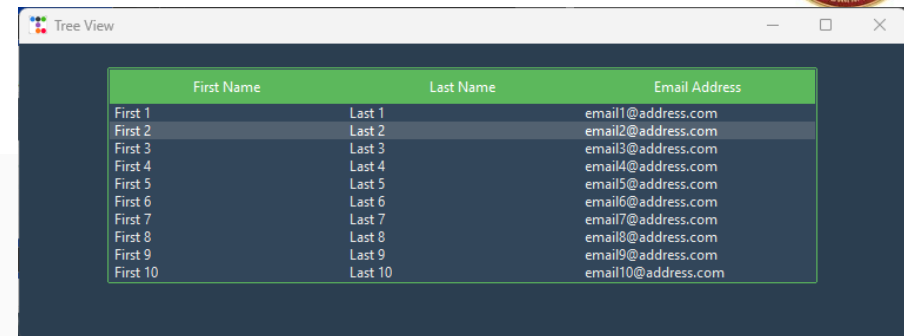 Tree View
First Name Last Name Email Address
First 1 Last 1 email1@address.com
First 2 Last 2 email2@address.com
First 3 Last 3 email3@address.com
First 4 Last 4 email4@address.com
First 5 Last 5 email5@address.com
First 6 Last 6 email6@address.com
First 7 Last 7 email7@address.com
First 8 Last 8 email8@address.com
First 9 Last 9 email9@address.com
First 10 Last 10 email10@address.com